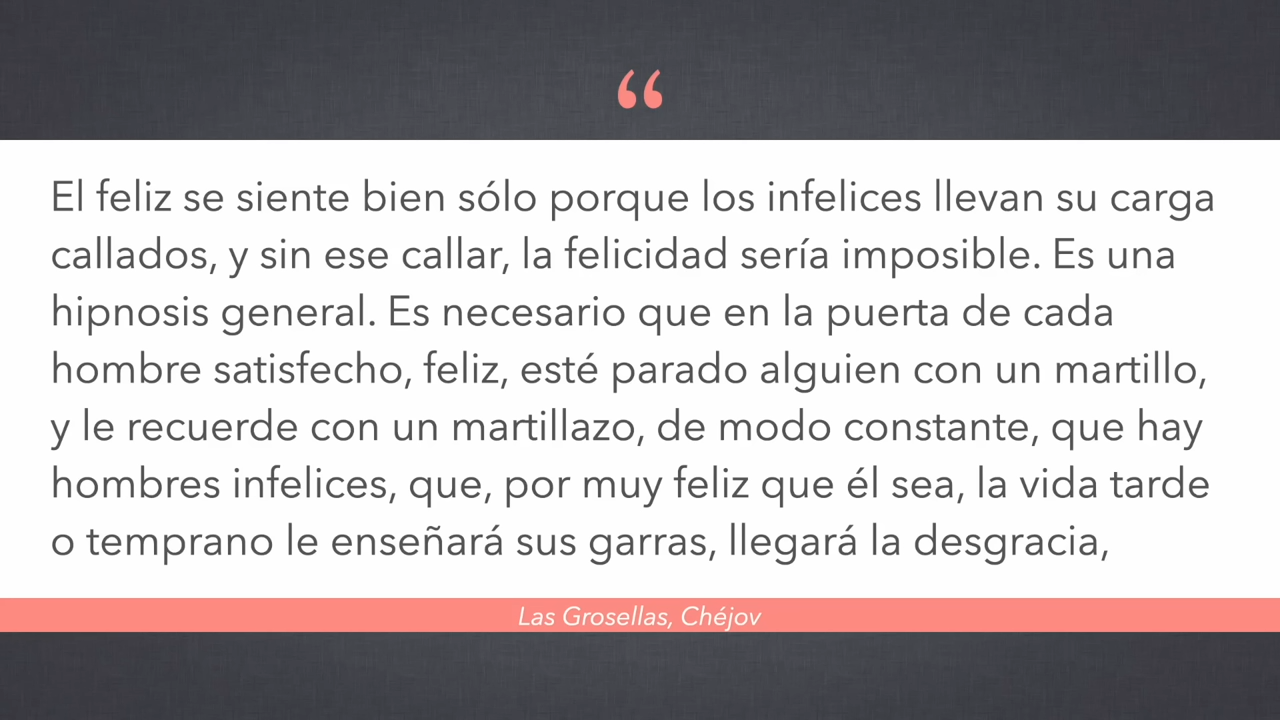 “
El feliz se siente bien sólo porque los infelices llevan su carga
callados, y sin ese callar, la felicidad sería imposible. Es una
hipnosis general. Es necesario que en la puerta de cada
hombre satisfecho, feliz, esté parado alguien con un martillo,
y le recuerde con un martillazo, de modo constante, que hay
hombres infelices, que, por muy feliz que él sea, la vida tarde
o temprano le enseñará sus garras, llegará la desgracia,
Las Grosellas, Chéjov